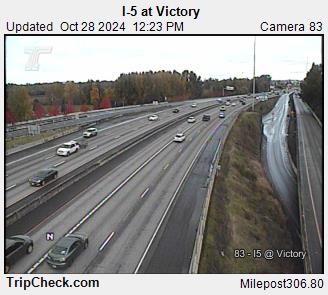 I-5 at Victory
Updated Oct 28 2024 12:23 PM Camera 83
N
83 - I5 @ Victory
TripCheck.com Milepost306.80